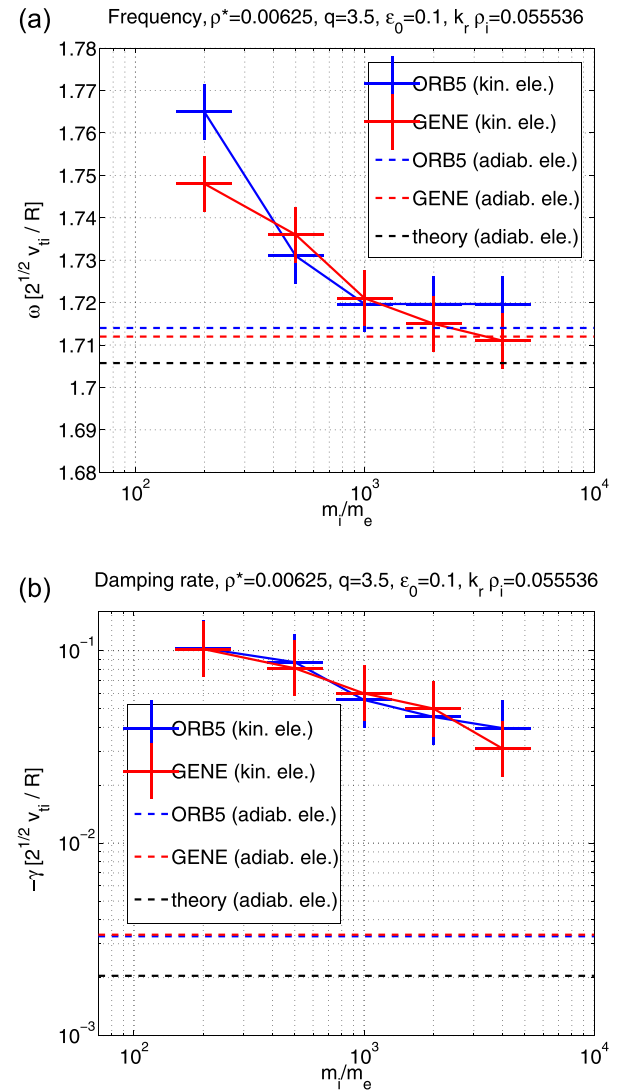 (a)
Frequency, ρ*=0.00625, q=3.5, ε0=0.1, kr ρi=0.055536
1.78
1.77
1.76
1.75
1.74
1.73
1.72
1.71
1.7
1.69
1.68
ω [2^1/2 vti / R]
ORB5 (kin. ele.)
GENE (kin. ele.)
ORB5 (adiab. ele.)
GENE (adiab. ele.)
theory (adiab. ele.)
10^2
10^3
10^4
mi/me
(b)
Damping rate, ρ*=0.00625, q=3.5, ε0=0.1, kr ρi=0.055536
10^−1
10^−2
10^−3
−γ [2^1/2 vti / R]
ORB5 (kin. ele.)
GENE (kin. ele.)
ORB5 (adiab. ele.)
GENE (adiab. ele.)
theory (adiab. ele.)
10^2
10^3
10^4
mi/me